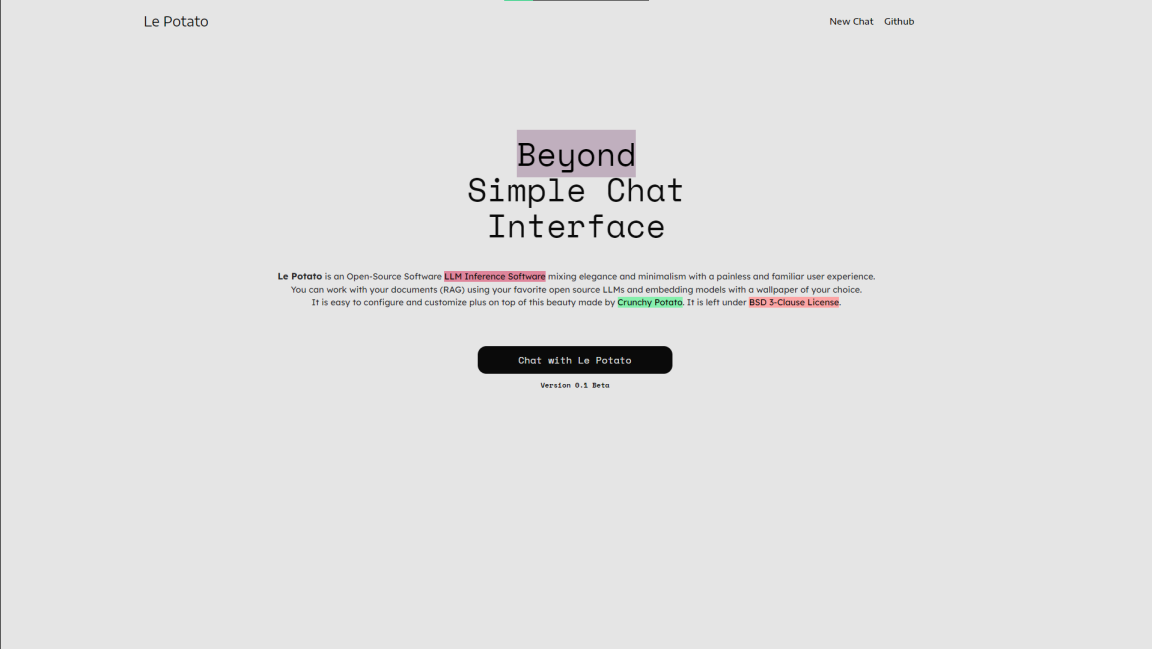 Le Potato
New Chat Github
Beyond
Simple Chat
Interface
Le Potato is an Open-Source Software LLM Inference Software mixing elegance and minimalism with a painless and familiar user experience.
You can work with your documents (RAG) using your favorite open source LLMs and embedding models with a wallpaper of your choice.
It is easy to configure and customize plus on top of this beauty made by Crunchy Potato. It is left under BSD 3-Clause License.
Chat with Le Potato
Version 0.1 Beta